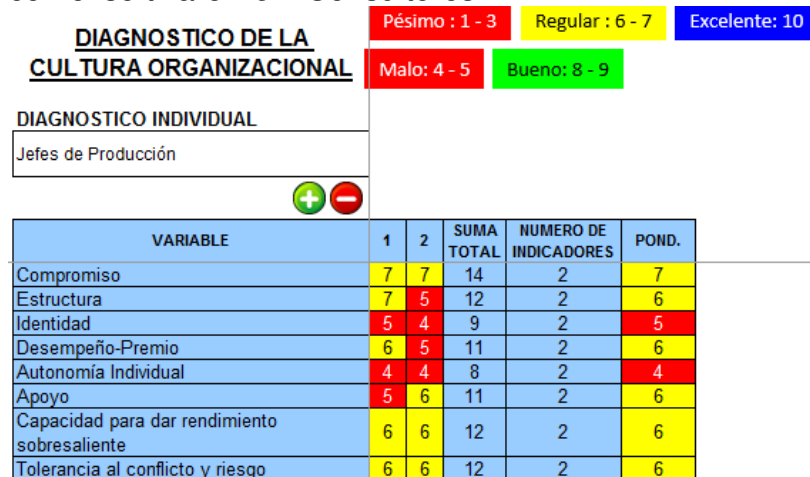 DIAGNOSTICO DE LA
CULTURA ORGANIZACIONAL
Pésimo : 1 - 3
Regular : 6 - 7
Excelente: 10
Malo: 4 - 5
Bueno: 8 - 9
DIAGNOSTICO INDIVIDUAL
Jefes de Producción
VARIABLE 1 2 SUMA TOTAL NUMERO DE INDICADORES POND.
Compromiso 7 7 14 2 7
Estructura 7 5 12 2 6
Identidad 5 4 9 2 5
Desempeño-Premio 6 5 11 2 6
Autonomía Individual 4 4 8 2 4
Apoyo 5 6 11 2 6
Capacidad para dar rendimiento
sobresaliente 6 6 12 2 6
Tolerancia al conflicto y riesgo 6 6 12 2 6